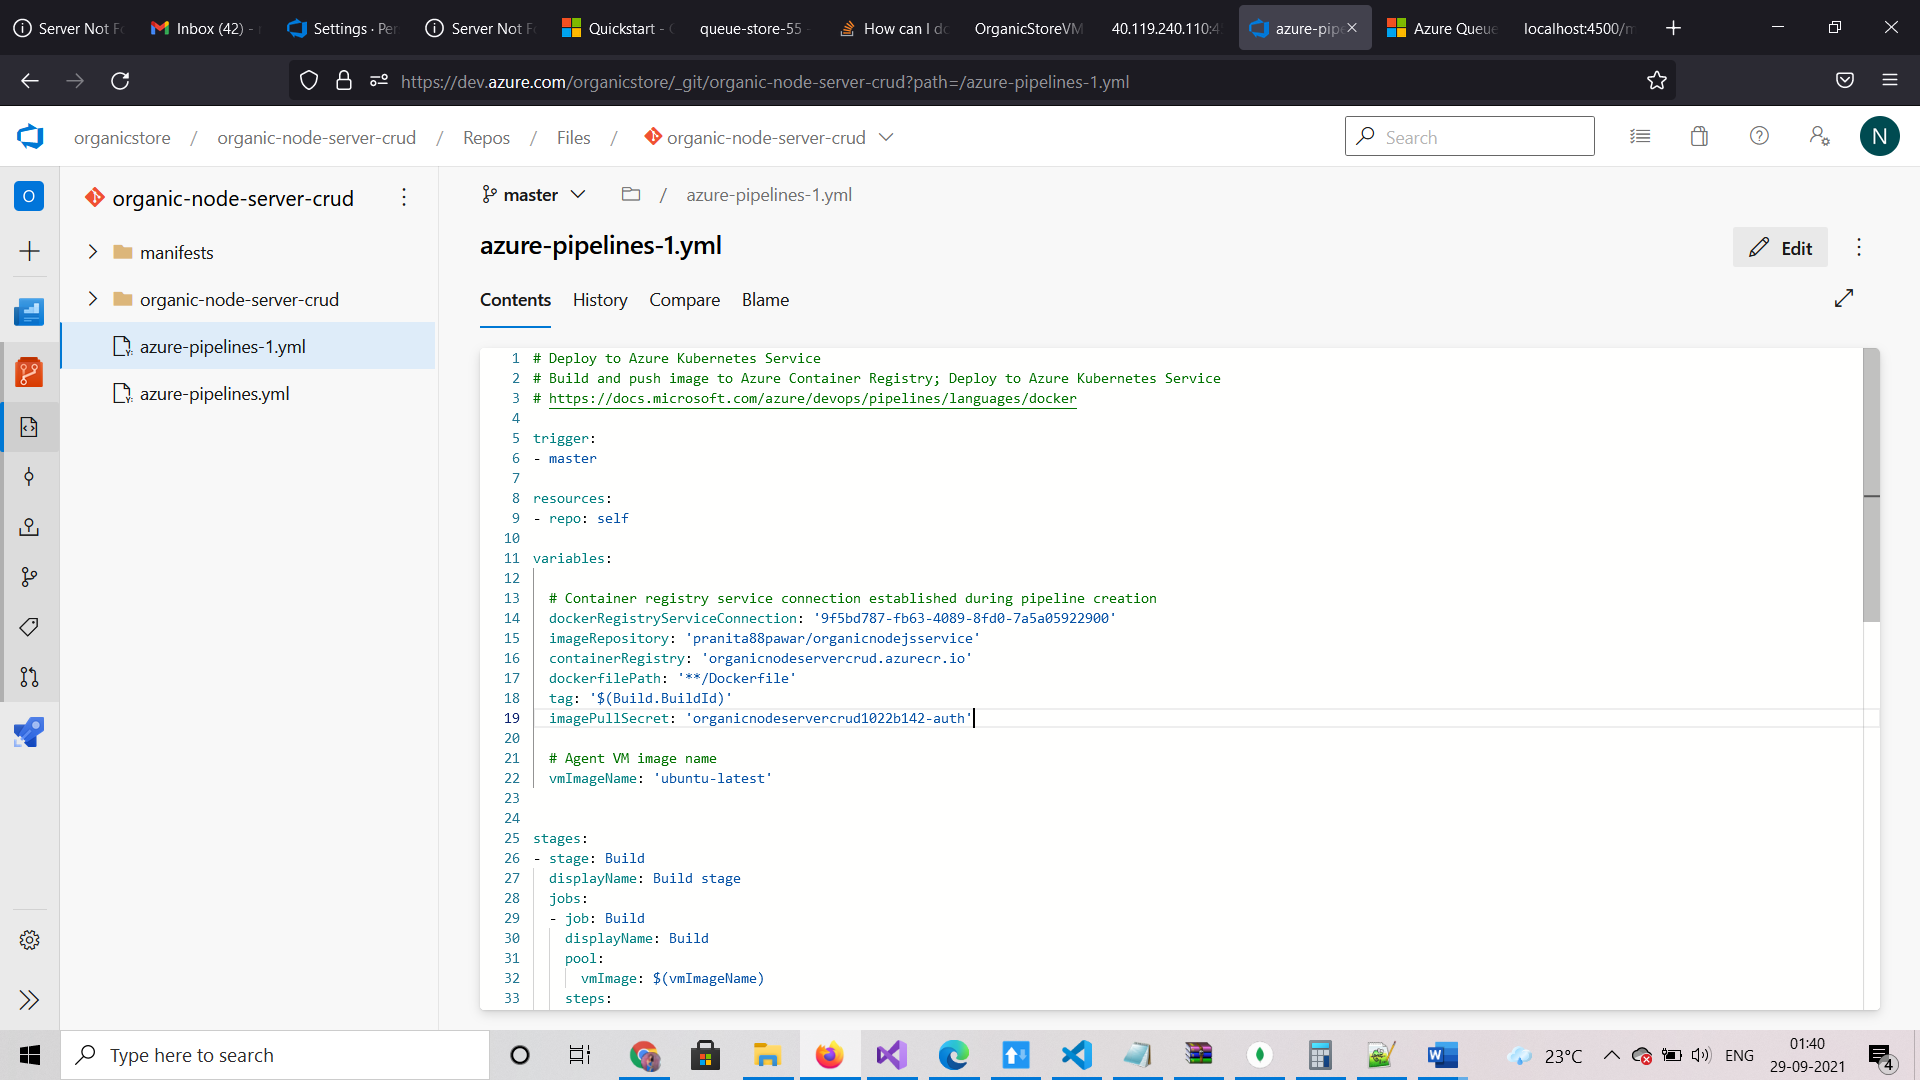 Server Not F
Inbox (42) -
Settings · Per
Server Not F
Quickstart -
queue-store-55
How can I do
OrganicStoreVM
40.119.240.110:4
azure-pip
Azure Queue
localhost:4500/m
https://dev.azure.com/organicstore/_git/organic-node-server-crud?path=/azure-pipelines-1.yml
organicstore / organic-node-server-crud / Repos / Files / organic-node-server-crud
Search
N
O
organic-node-server-crud
manifests
organic-node-server-crud
azure-pipelines-1.yml
azure-pipelines.yml
master / azure-pipelines-1.yml
azure-pipelines-1.yml
Edit
Contents History Compare Blame
1 # Deploy to Azure Kubernetes Service
2 # Build and push image to Azure Container Registry; Deploy to Azure Kubernetes Service
3 # https://docs.microsoft.com/azure/devops/pipelines/languages/docker
4
5 trigger:
6 - master
7
8 resources:
9 - repo: self
10
11 variables:
12
13 # Container registry service connection established during pipeline creation
14 dockerRegistryServiceConnection: '9f5bd787-fb63-4089-8fd0-7a5a05922900'
15 imageRepository: 'pranita88pawar/organicnodejsservice'
16 containerRegistry: 'organicnodeservercrud.azurecr.io'
17 dockerfilePath: '**/Dockerfile'
18 tag: '$(Build.BuildId)'
19 imagePullSecret: 'organicnodeservercrud1022b142-auth'
20
21 # Agent VM image name
22 vmImageName: 'ubuntu-latest'
23
24
25 stages:
26 - stage: Build
27 displayName: Build stage
28 jobs:
29 - job: Build
30 displayName: Build
31 pool:
32 vmImage: $(vmImageName)
33 steps:
Type here to search
23°C
ENG
01:40
29-09-2021
4